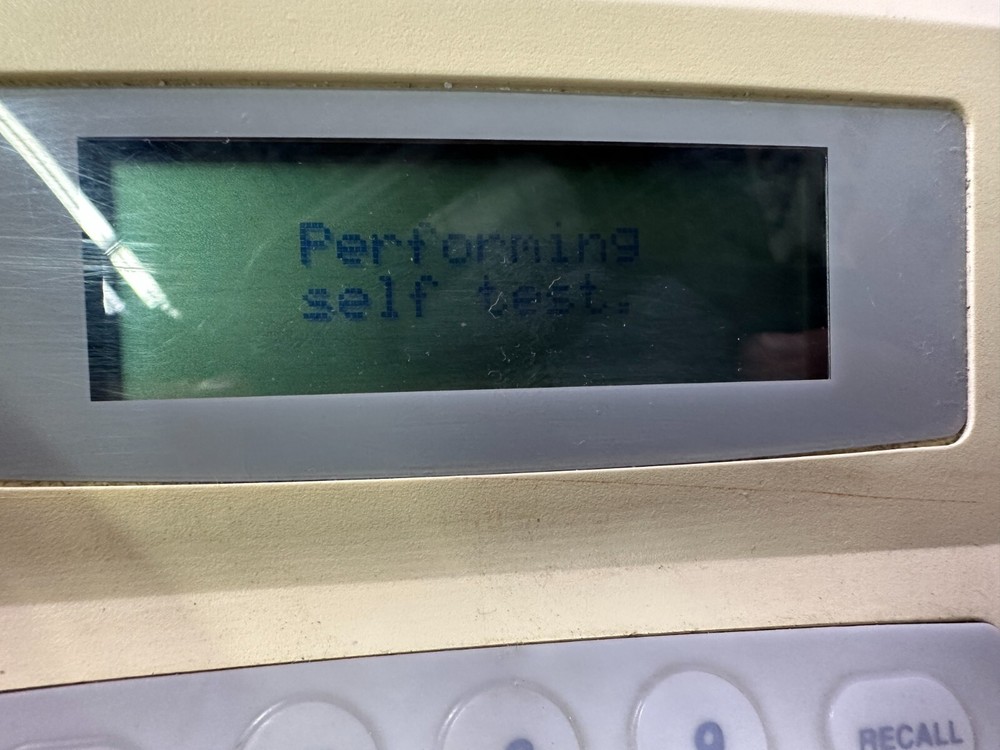 Performing
self test.
RECALL